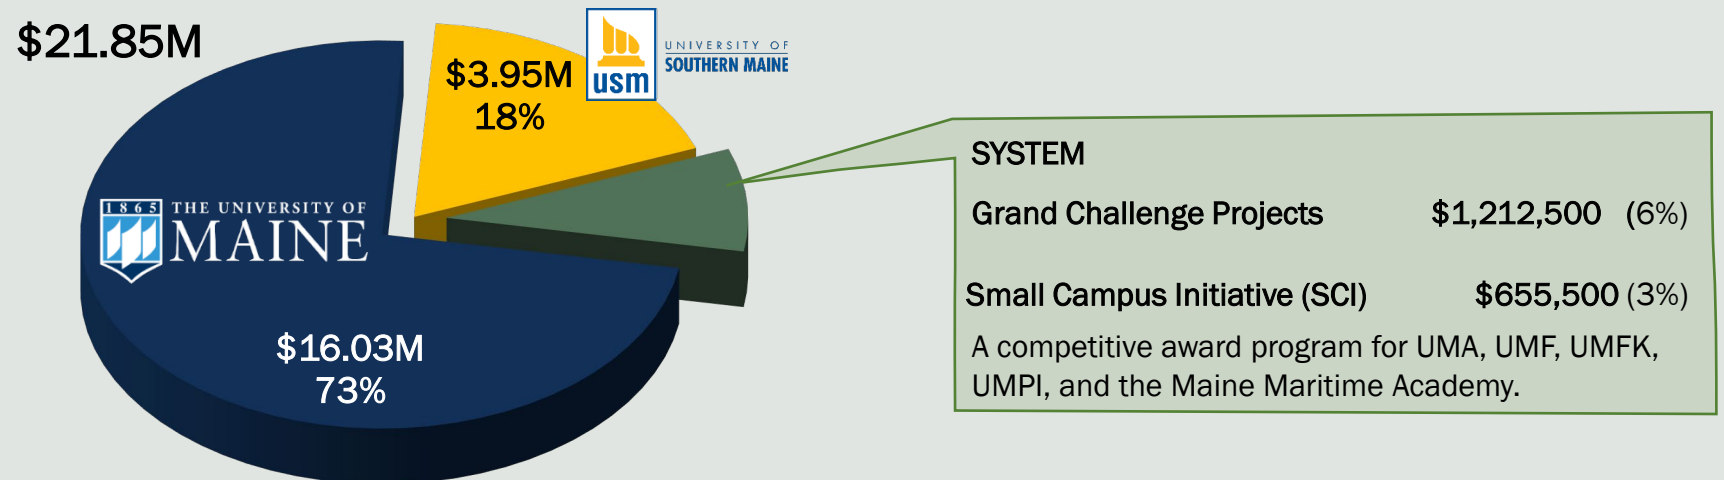 $21.85M
$3.95M
18%
usm
UNIVERSITY OF
SOUTHERN MAINE
1865
THE UNIVERSITY OF
MAINE
$16.03M
73%
SYSTEM
Grand Challenge Projects $1,212,500 (6%)
Small Campus Initiative (SCI) $655,500 (3%)
A competitive award program for UMA, UMF, UMFK,
UMPI, and the Maine Maritime Academy.